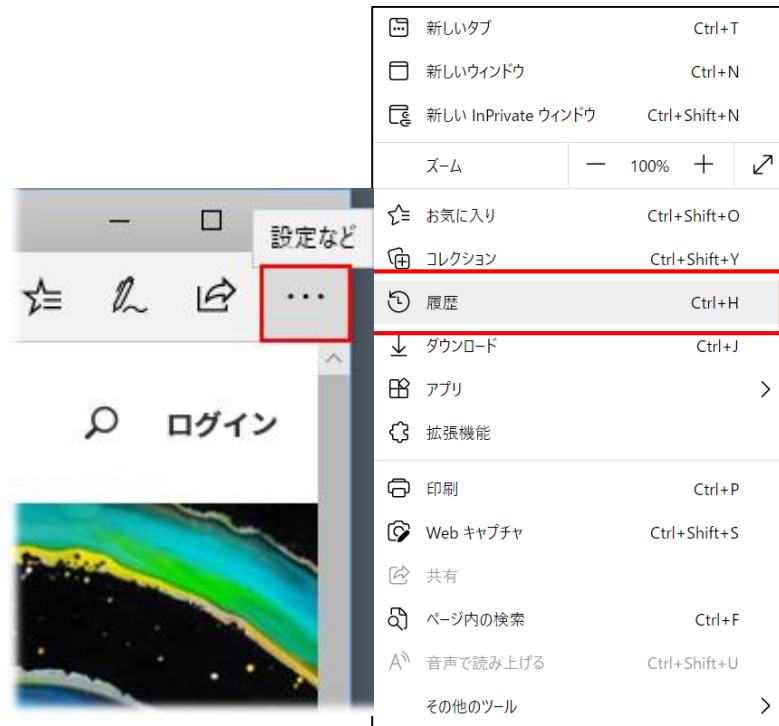 新しいタブ Ctrl+T
新しいウィンドウ Ctrl+N
新しい InPrivate ウィンドウ Ctrl+Shift+N
ズーム 100%
お気に入り Ctrl+Shift+O
コレクション Ctrl+Shift+Y
履歴 Ctrl+H
ダウンロード Ctrl+J
アプリ
拡張機能
印刷 Ctrl+P
Web キャプチャ Ctrl+Shift+S
共有
ページ内の検索 Ctrl+F
音声で読み上げる Ctrl+Shift+U
その他のツール
設定など
ログイン